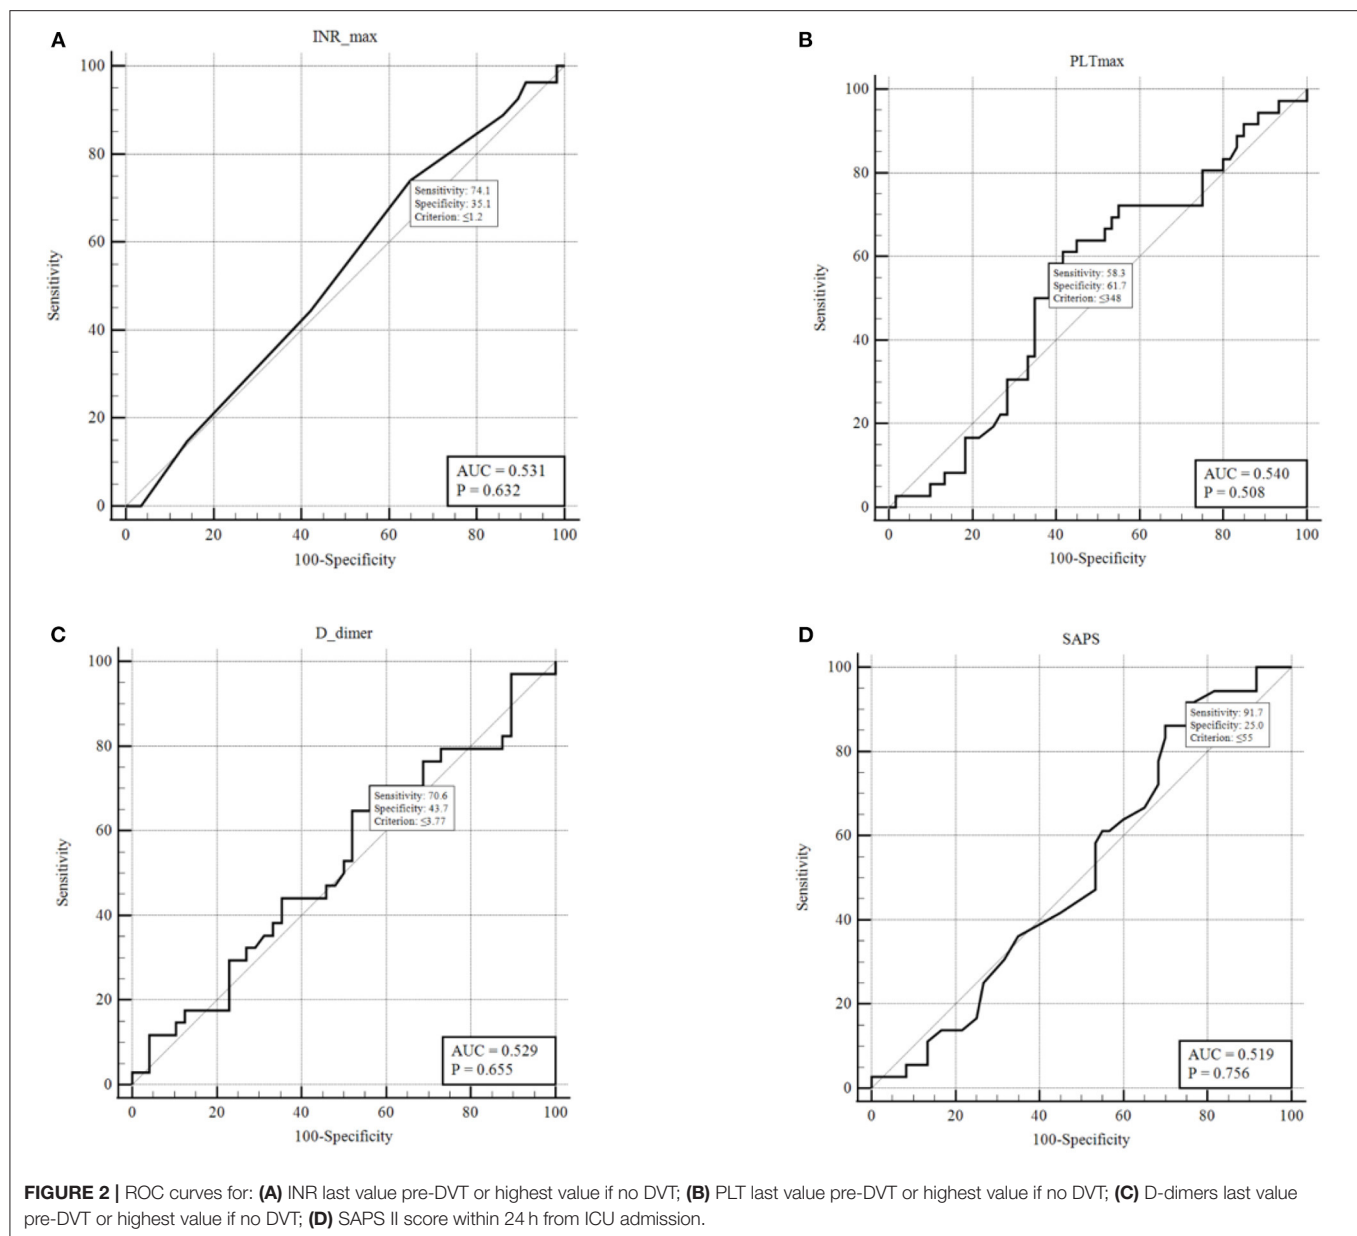 A
INR_max
100
80
60
40
20
0
Sensitivity
Sensitivity: 74.1
Specificity: 35.1
Criterion: ≤1.2
AUC = 0.531
P = 0.632
0 20 40 60 80 100
100-Specificity
B
PLTmax
100
80
60
40
20
0
Sensitivity
Sensitivity: 58.3
Specificity: 61.7
Criterion: ≤348
AUC = 0.540
P = 0.508
0 20 40 60 80 100
100-Specificity
C
D_dimer
100
80
60
40
20
0
Sensitivity
Sensitivity: 70.6
Specificity: 43.7
Criterion: ≤3.77
AUC = 0.529
P = 0.655
0 20 40 60 80 100
100-Specificity
D
SAPS
100
80
60
40
20
0
Sensitivity
Sensitivity: 91.7
Specificity: 25.0
Criterion: ≤55
AUC = 0.519
P = 0.756
0 20 40 60 80 100
100-Specificity
FIGURE 2 | ROC curves for: (A) INR last value pre-DVT or highest value if no DVT; (B) PLT last value pre-DVT or highest value if no DVT; (C) D-dimers last value
pre-DVT or highest value if no DVT; (D) SAPS II score within 24 h from ICU admission.